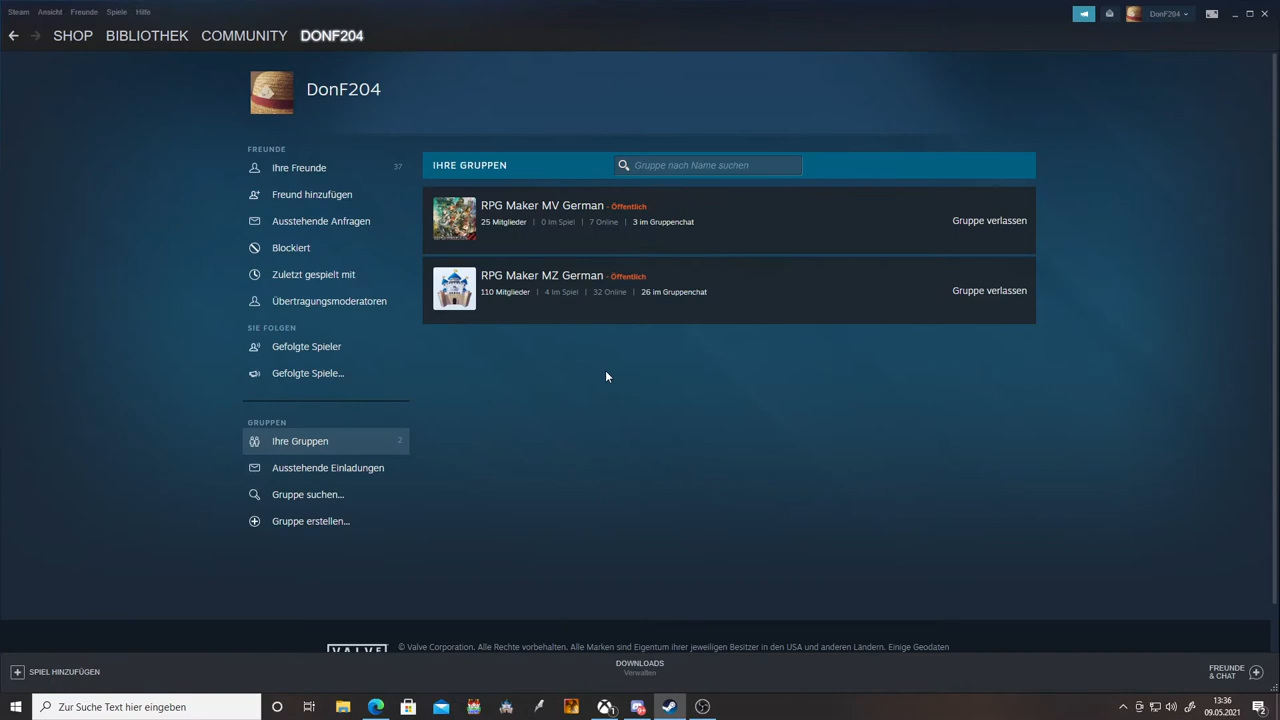 Steam Ansicht Freunde Spiele Hilfe
DonF204
SHOP BIBLIOTHEK COMMUNITY DONF204
DonF204
FREUNDE
Ihre Freunde 37
Freund hinzufügen
Ausstehende Anfragen
Blockiert
Zuletzt gespielt mit
Übertragungsmoderatoren
SIE FOLGEN
Gefolgte Spieler
Gefolgte Spiele...
GRUPPEN
Ihre Gruppen 2
Ausstehende Einladungen
Gruppe suchen...
Gruppe erstellen...
IHRE GRUPPEN Gruppe nach Name suchen
RPG Maker MV German - Öffentlich
25 Mitglieder | 0 Im Spiel | 7 Online | 3 im Gruppenchat
Gruppe verlassen
RPG Maker MZ German - Öffentlich
110 Mitglieder | 4 Im Spiel | 32 Online | 26 im Gruppenchat
Gruppe verlassen
VALVE © Valve Corporation. Alle Rechte vorbehalten. Alle Marken sind Eigentum ihrer jeweiligen Besitzer in den USA und anderen Ländern. Einige Geodaten
SPIEL HINZUFÜGEN
DOWNLOADS
Verwalten
FREUNDE
& CHAT
Zur Suche Text hier eingeben
13:36
09.05.2021